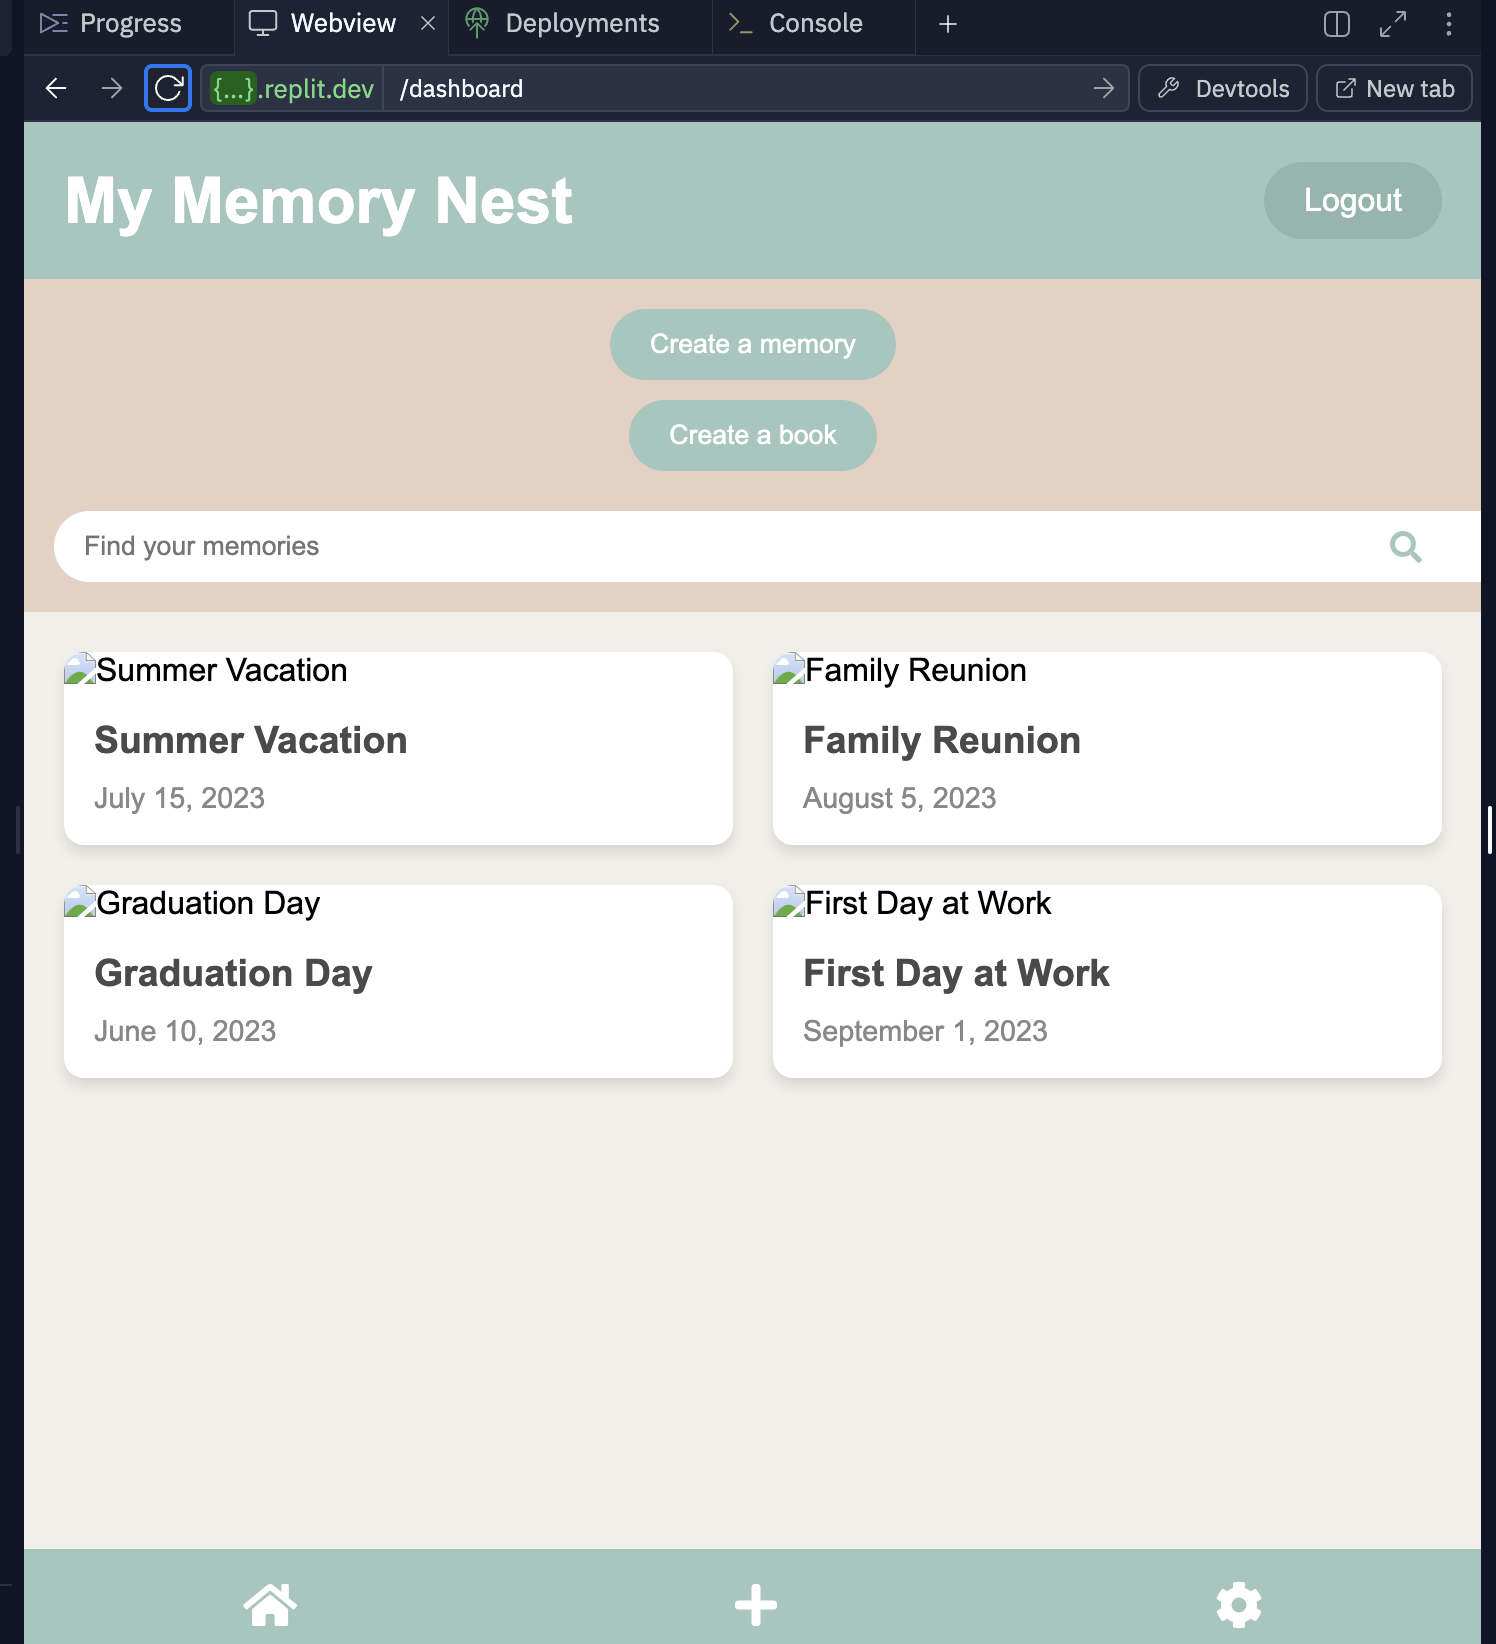 Progress Webview Deployments Console
{...}.replit.dev /dashboard Devtools New tab
My Memory Nest
Logout
Create a memory
Create a book
Find your memories
Summer Vacation
Summer Vacation
July 15, 2023
Family Reunion
Family Reunion
August 5, 2023
Graduation Day
Graduation Day
June 10, 2023
First Day at Work
First Day at Work
September 1, 2023